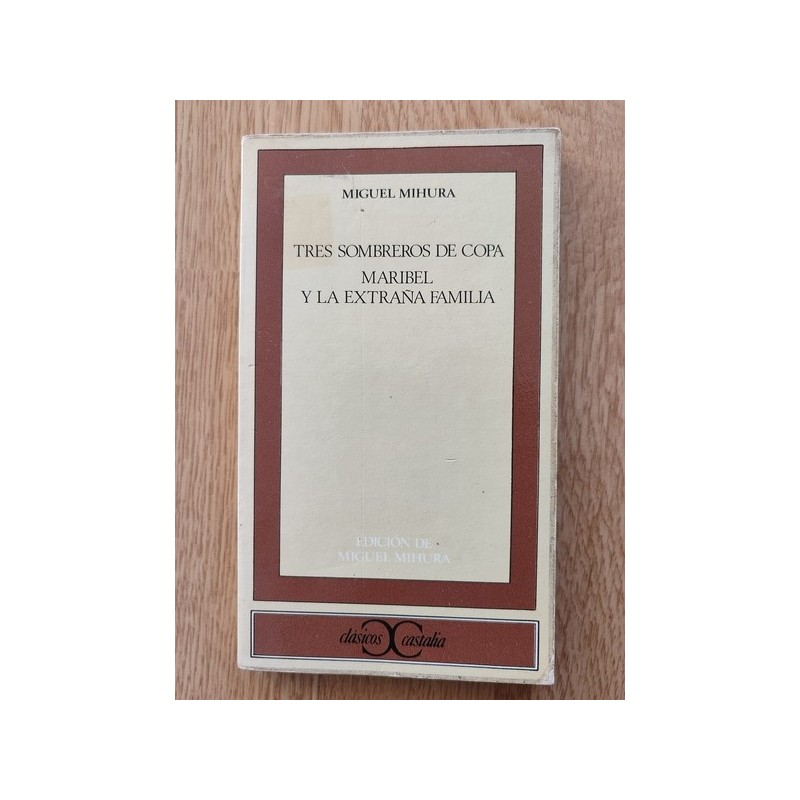 MIGUEL MIHURA
TRES SOMBREROS DE COPA
MARIBEL
Y LA EXTRAÑA FAMILIA
EDICIÓN DE
MIGUEL MIHURA
clásicos castalia